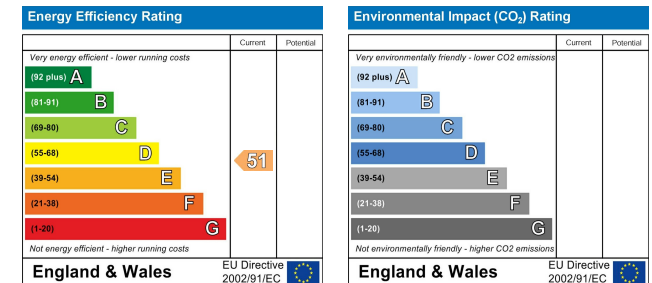 Energy Efficiency Rating
Current Potential
Very energy efficient - lower running costs
(92 plus) A
(81-91) B
(69-80) C
(55-68) D
(39-54) E
(21-38) F
(1-20) G
51
Not energy efficient - higher running costs
England & Wales
EU Directive
2002/91/EC
Environmental Impact (CO₂) Rating
Current Potential
Very environmentally friendly - lower CO2 emissions
(92 plus) A
(81-91) B
(69-80) C
(55-68) D
(39-54) E
(21-38) F
(1-20) G
Not environmentally friendly - higher CO2 emissions
England & Wales
EU Directive
2002/91/EC